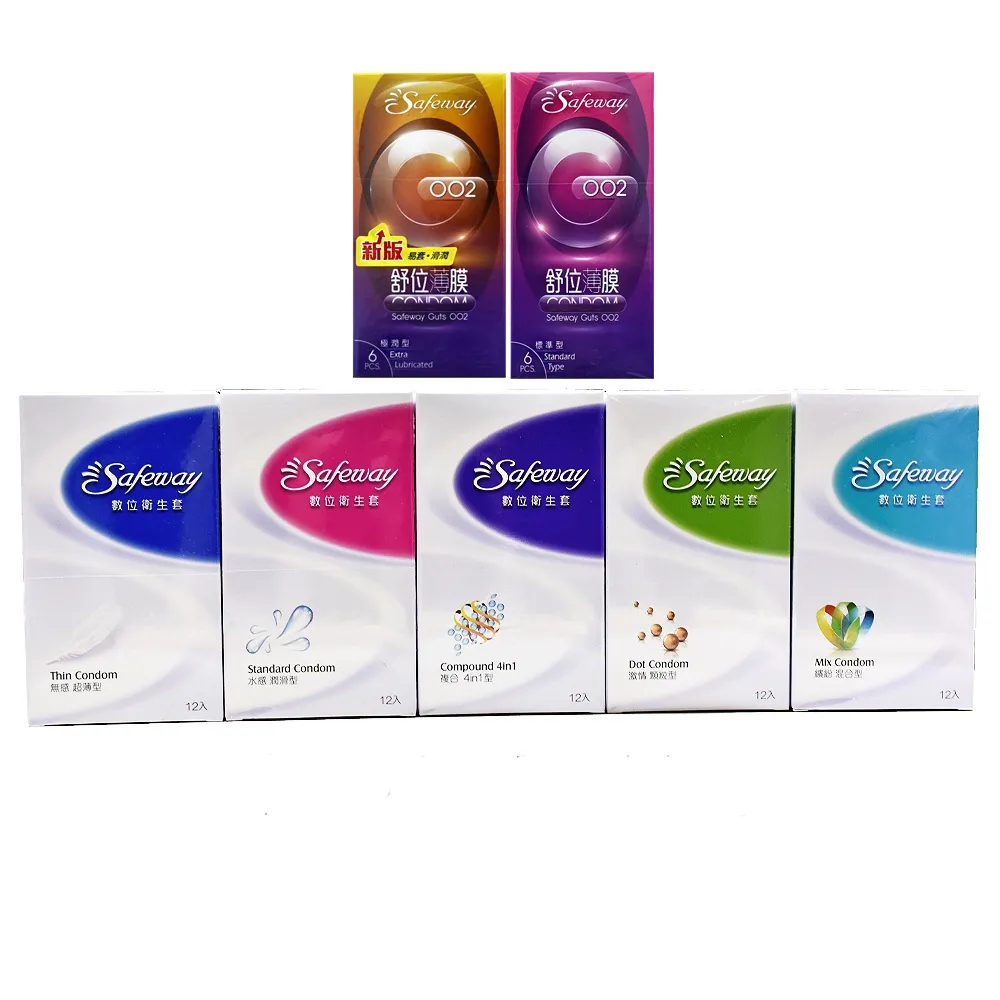 Safeway
002
新版 易套•滑潤
舒位薄膜
CONDOM
Safeway Guts 002
極潤型
6 Extra
PCS. Lubricated
Safeway
002
舒位薄膜
CONDOM
Safeway Guts 002
標準型
6 Standard
PCS. Type
Safeway
數位衛生套
Thin Condom
無感 超薄型
12入
Safeway
數位衛生套
Standard Condom
水感 潤滑型
12入
Safeway
數位衛生套
Compound 4in1
複合 4in1型
12入
Safeway
數位衛生套
Dot Condom
激情 顆粒型
12入
Safeway
數位衛生套
Mix Condom
繽紛 混合型
12入